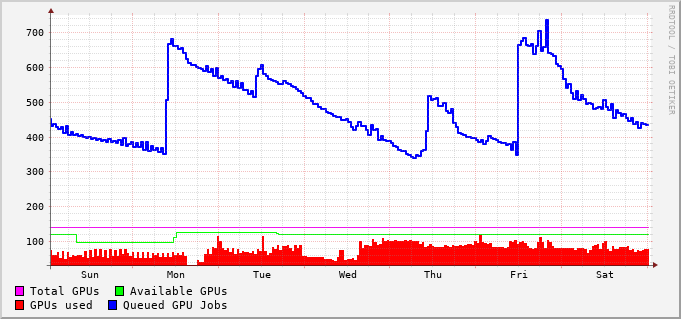 700
600
500
400
300
200
100
Sun Mon Tue Wed Thu Fri Sat
RRDTOOL / TOBI OETIKER
Total GPUs Available GPUs
GPUs used Queued GPU Jobs